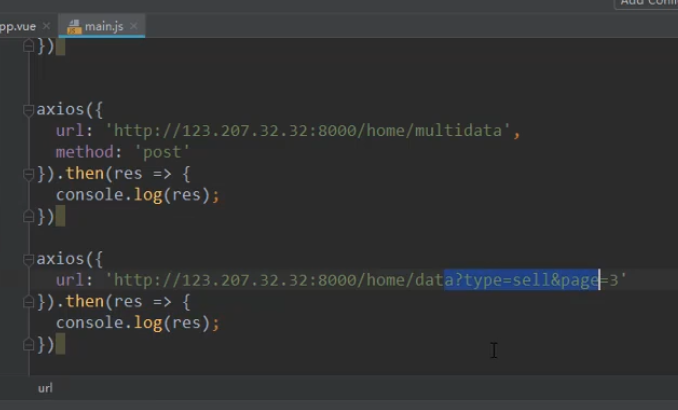 pp.vue
main.js
})
axios({
url: 'http://123.207.32.32:8000/home/multidata',
method: 'post'
}).then(res => {
console.log(res);
})
axios({
url: 'http://123.207.32.32:8000/home/data?type=sell&page=3'
}).then(res => {
console.log(res);
})
url